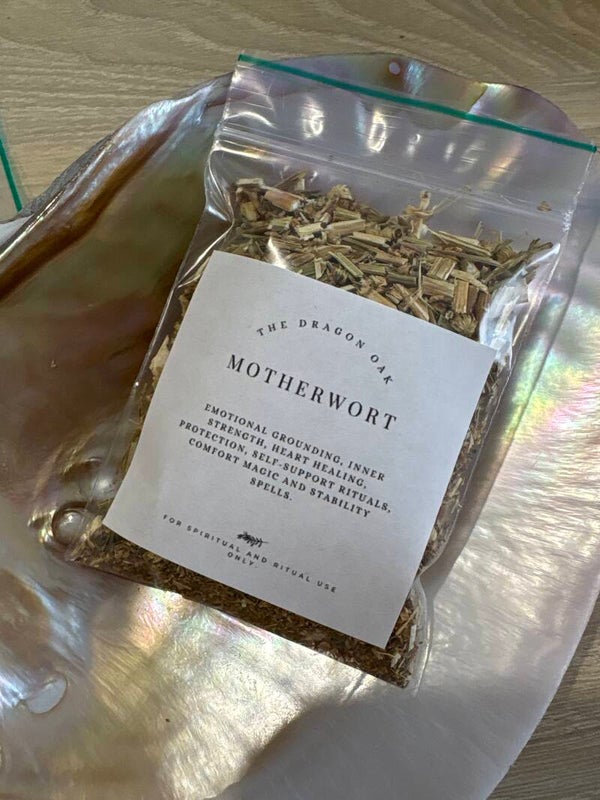 THE DRAGON OAK
MOTHERWORT
EMOTIONAL GROUNDING, INNER
STRENGTH, HEART HEALING,
PROTECTION, SELF-SUPPORT RITUALS,
COMFORT MAGIC AND STABILITY
SPELLS.
FOR SPIRITUAL AND RITUAL USE
ONLY